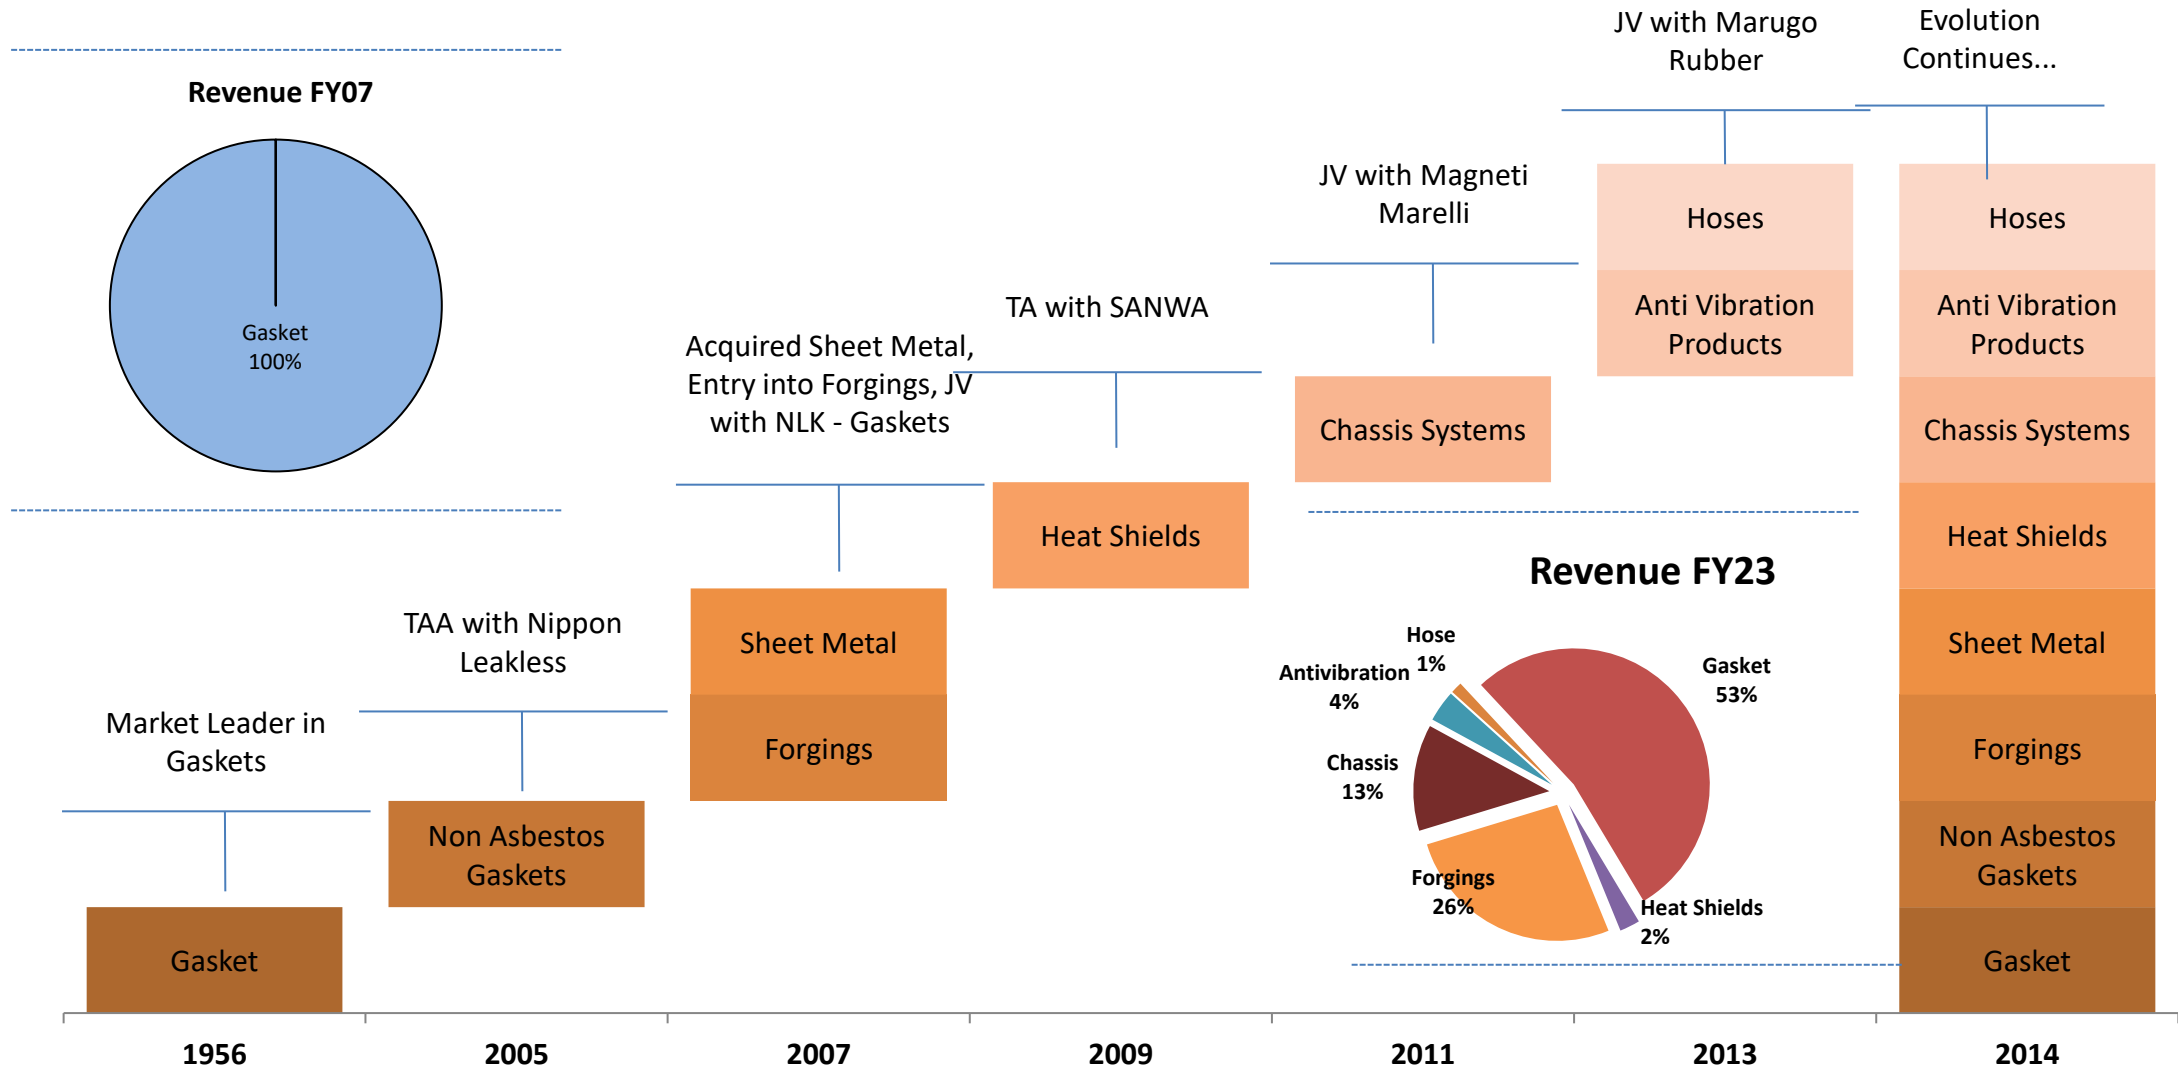 Revenue FY07
Gasket
100%
Market Leader in
Gaskets
Gasket
TAA with Nippon
Leakless
Non Asbestos
Gaskets
Acquired Sheet Metal,
Entry into Forgings, JV
with NLK - Gaskets
Sheet Metal
Forgings
TA with SANWA
Heat Shields
JV with Magneti
Marelli
Chassis Systems
JV with Marugo
Rubber
Hoses
Anti Vibration
Products
Evolution
Continues...
Hoses
Anti Vibration
Products
Chassis Systems
Heat Shields
Sheet Metal
Forgings
Non Asbestos
Gaskets
Gasket
Revenue FY23
Hose
1%
Gasket
53%
Antivibration
4%
Chassis
13%
Forgings
26%
Heat Shields
2%
1956
2005
2007
2009
2011
2013
2014